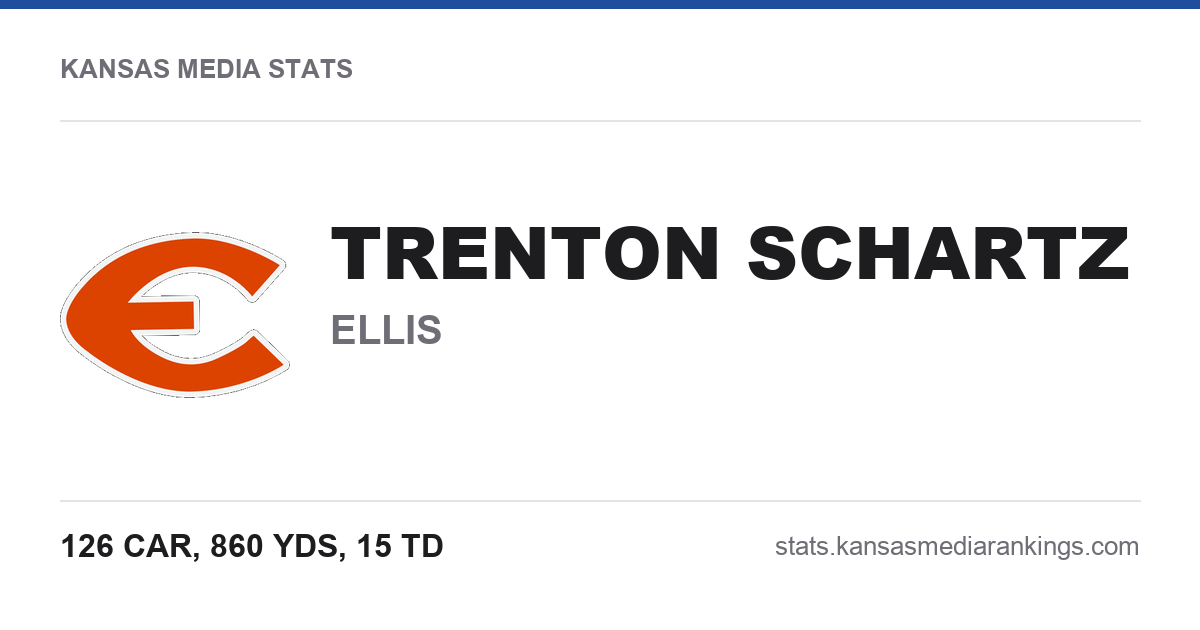 KANSAS MEDIA STATS
TRENTON SCHARTZ
ELLIS
126 CAR, 860 YDS, 15 TD
stats.kansasmediarankings.com